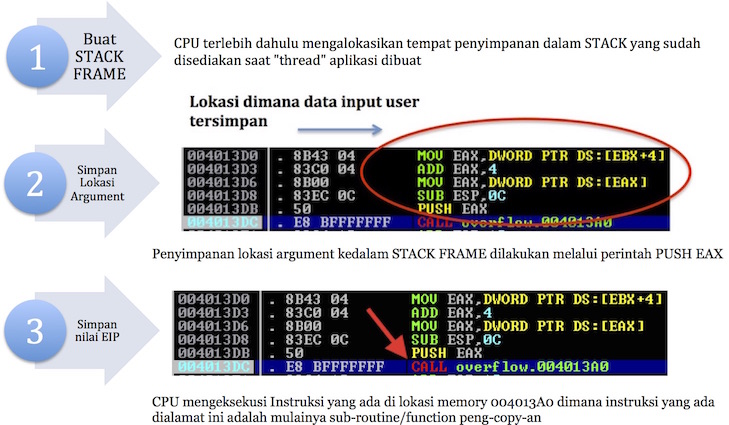 1
Buat
STACK
FRAME
CPU terlebih dahulu mengalokasikan tempat penyimpanan dalam STACK yang sudah
disediakan saat "thread" aplikasi dibuat
Lokasi dimana data input user
tersimpan
2
Simpan
Lokasi
Argument
004013D0 . 8B43 04 MOV EAX,DWORD PTR DS:[EBX+4]
004013D3 . 83C0 04 ADD EAX,4
004013D6 . 8B00 MOV EAX,DWORD PTR DS:[EAX]
004013D8 . 83EC 0C SUB ESP,0C
004013DB . 50 PUSH EAX
004013DC . E8 BFFFFFFF CALL overflow.004013A0
Penyimpanan lokasi argument kedalam STACK FRAME dilakukan melalui perintah PUSH EAX
3
Simpan
nilai EIP
004013D0 . 8B43 04 MOV EAX,DWORD PTR DS:[EBX+4]
004013D3 . 83C0 04 ADD EAX,4
004013D6 . 8B00 MOV EAX,DWORD PTR DS:[EAX]
004013D8 . 83EC 0C SUB ESP,0C
004013DB . 50 PUSH EAX
004013DC . E8 BFFFFFFF CALL overflow.004013A0
CPU mengeksekusi Instruksi yang ada di lokasi memory 004013A0 dimana instruksi yang ada
dialamat ini adalah mulainya sub-routine/function peng-copy-an